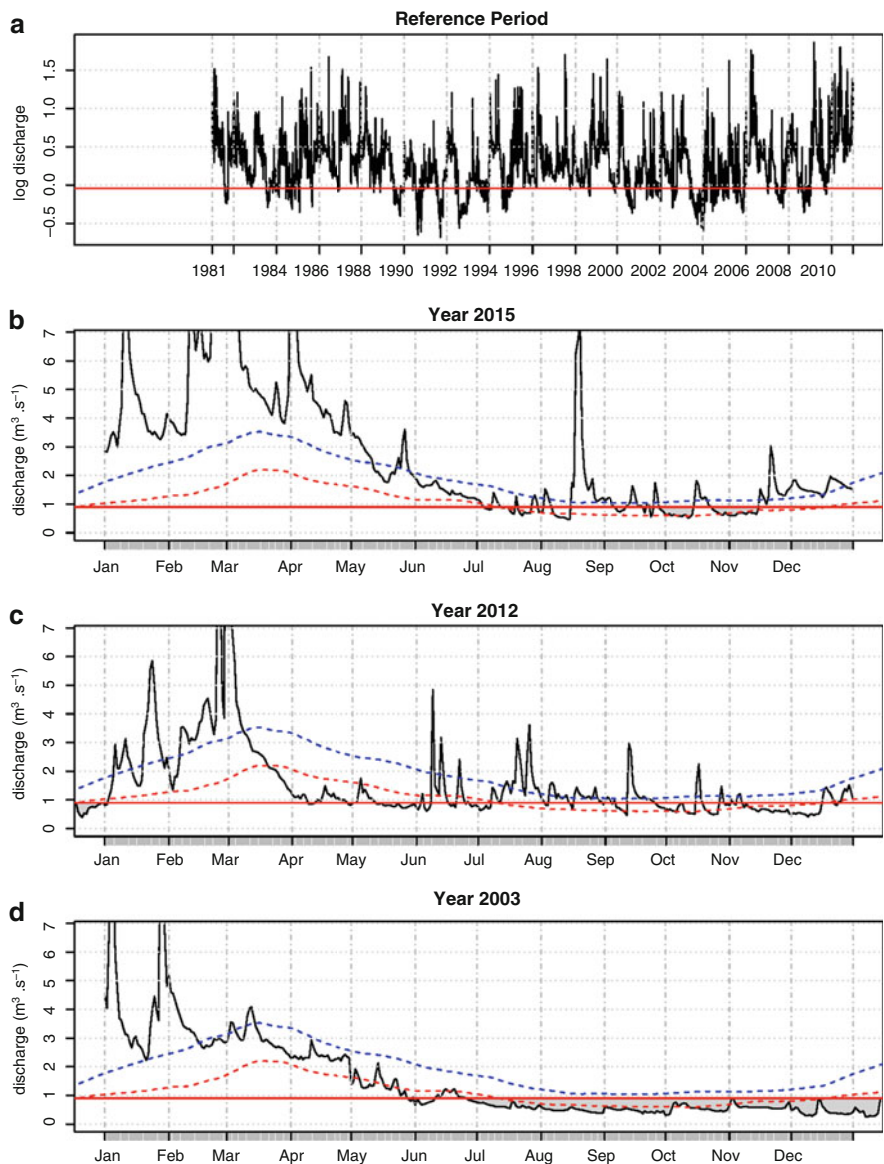 a
Reference Period
log discharge
1.5
1.0
0.5
0.0
−0.5
1981 1984 1986 1988 1990 1992 1994 1996 1998 2000 2002 2004 2006 2008 2010
b
Year 2015
discharge (m³ .s⁻¹)
7
6
5
4
3
2
1
0
Jan Feb Mar Apr May Jun Jul Aug Sep Oct Nov Dec
c
Year 2012
discharge (m³ .s⁻¹)
7
6
5
4
3
2
1
0
Jan Feb Mar Apr May Jun Jul Aug Sep Oct Nov Dec
d
Year 2003
discharge (m³ .s⁻¹)
7
6
5
4
3
2
1
0
Jan Feb Mar Apr May Jun Jul Aug Sep Oct Nov Dec